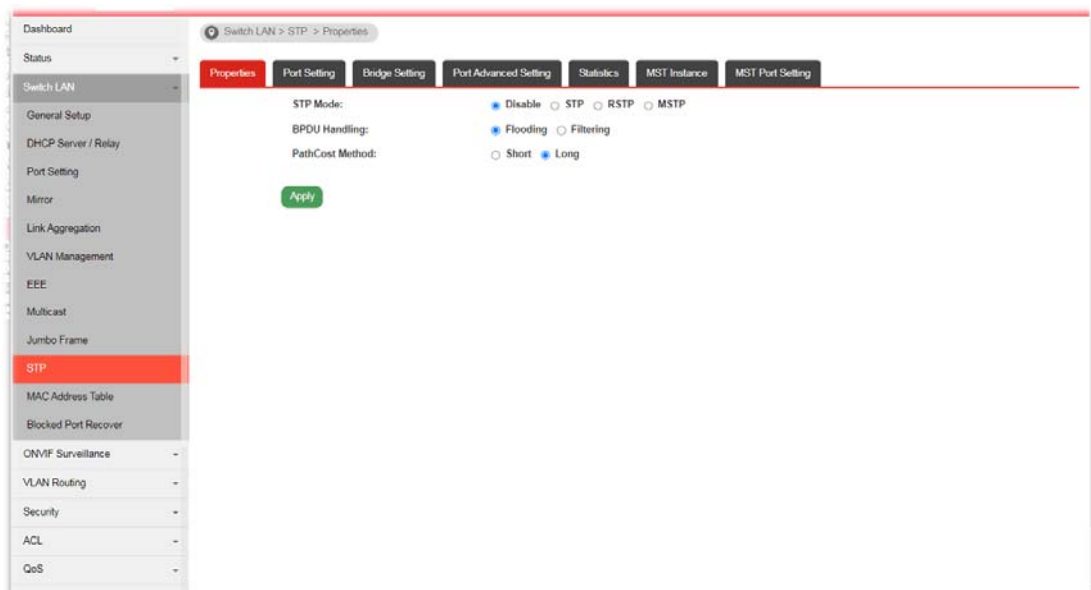 Dashboard
Status
Switch LAN
General Setup
DHCP Server / Relay
Port Setting
Mirror
Link Aggregation
VLAN Management
EEE
Multicast
Jumbo Frame
STP
MAC Address Table
Blocked Port Recover
ONVIF Surveillance
VLAN Routing
Security
ACL
QoS
Switch LAN > STP > Properties
Properties Port Setting Bridge Setting Port Advanced Setting Statistics MST Instance MST Port Setting
STP Mode: Disable STP RSTP MSTP
BPDU Handling: Flooding Filtering
PathCost Method: Short Long
Apply